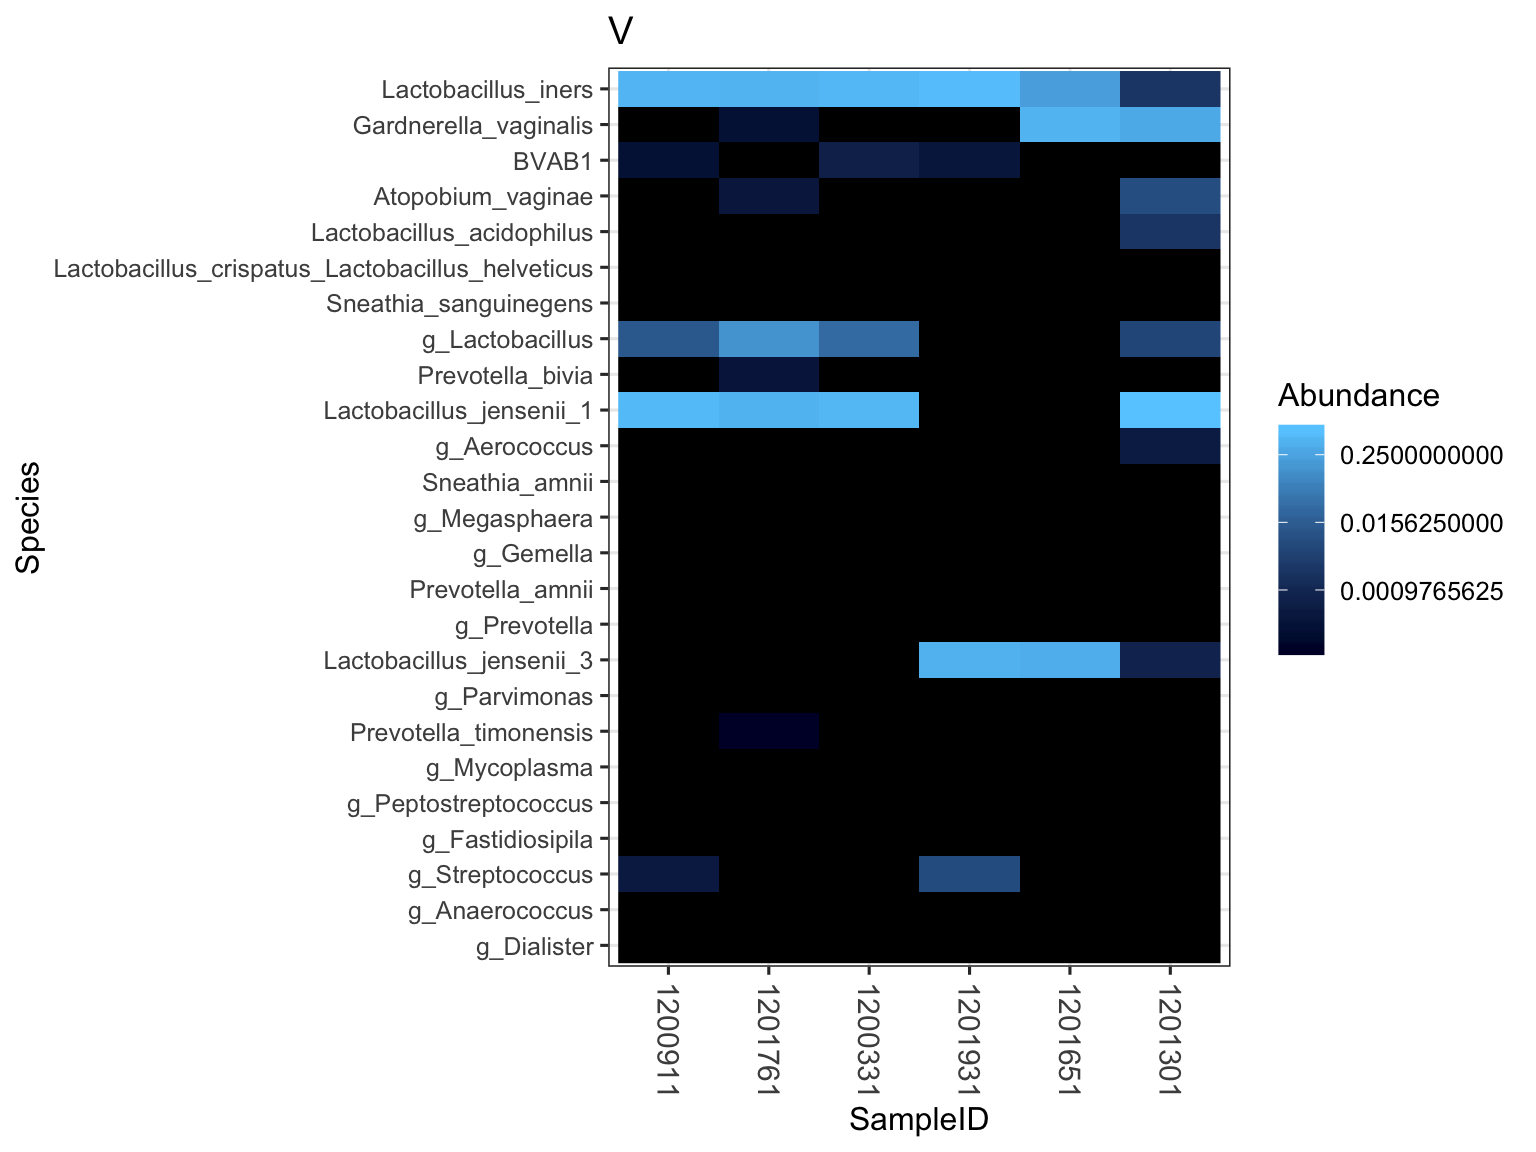 V
Lactobacillus_iners
Gardnerella_vaginalis
BVAB1
Atopobium_vaginae
Lactobacillus_acidophilus
Lactobacillus_crispatus_Lactobacillus_helveticus
Sneathia_sanguinegens
g_Lactobacillus
Prevotella_bivia
Lactobacillus_jensenii_1
g_Aerococcus
Sneathia_amnii
g_Megasphaera
g_Gemella
Prevotella_amnii
g_Prevotella
Lactobacillus_jensenii_3
g_Parvimonas
Prevotella_timonensis
g_Mycoplasma
g_Peptostreptococcus
g_Fastidiosipila
g_Streptococcus
g_Anaerococcus
g_Dialister
Species
1200911
1201761
1200331
1201931
1201651
1201301
SampleID
Abundance
0.2500000000
0.0156250000
0.0009765625